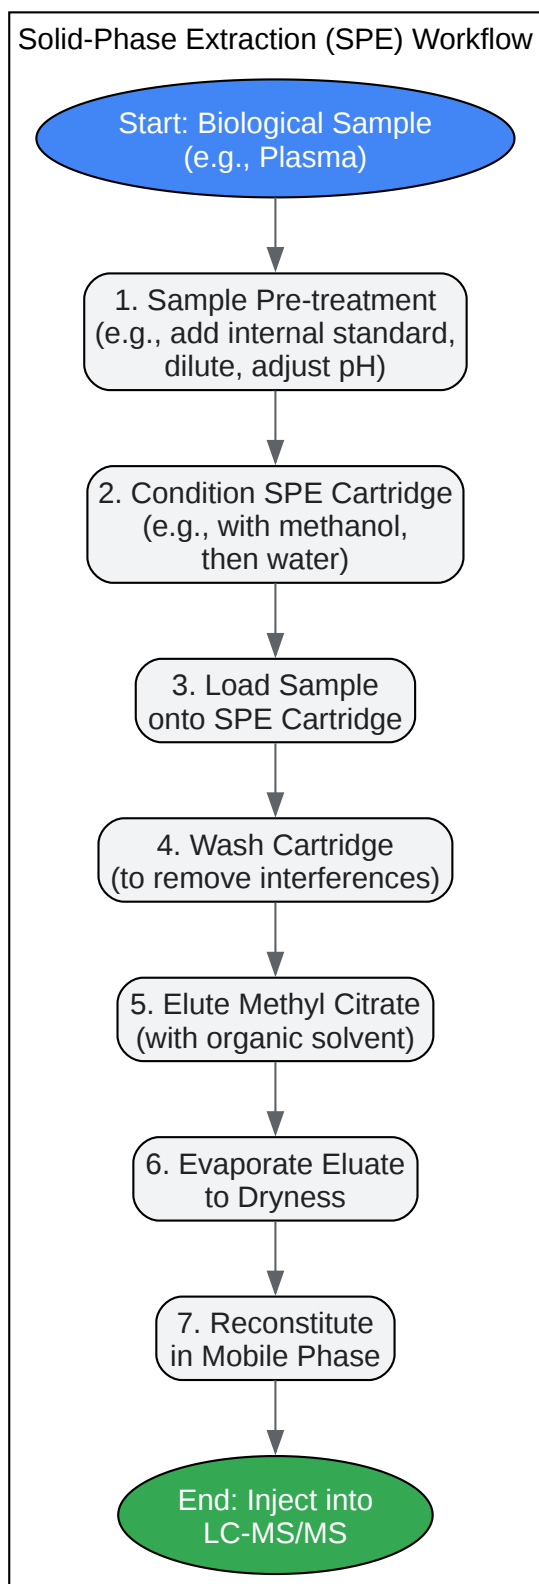 Solid-Phase Extraction (SPE) Workflow
Start: Biological Sample
(e.g., Plasma)
1. Sample Pre-treatment
(e.g., add internal standard,
dilute, adjust pH)
2. Condition SPE Cartridge
(e.g., with methanol,
then water)
3. Load Sample
onto SPE Cartridge
4. Wash Cartridge
(to remove interferences)
5. Elute Methyl Citrate
(with organic solvent)
6. Evaporate Eluate
to Dryness
7. Reconstitute
in Mobile Phase
End: Inject into
LC-MS/MS